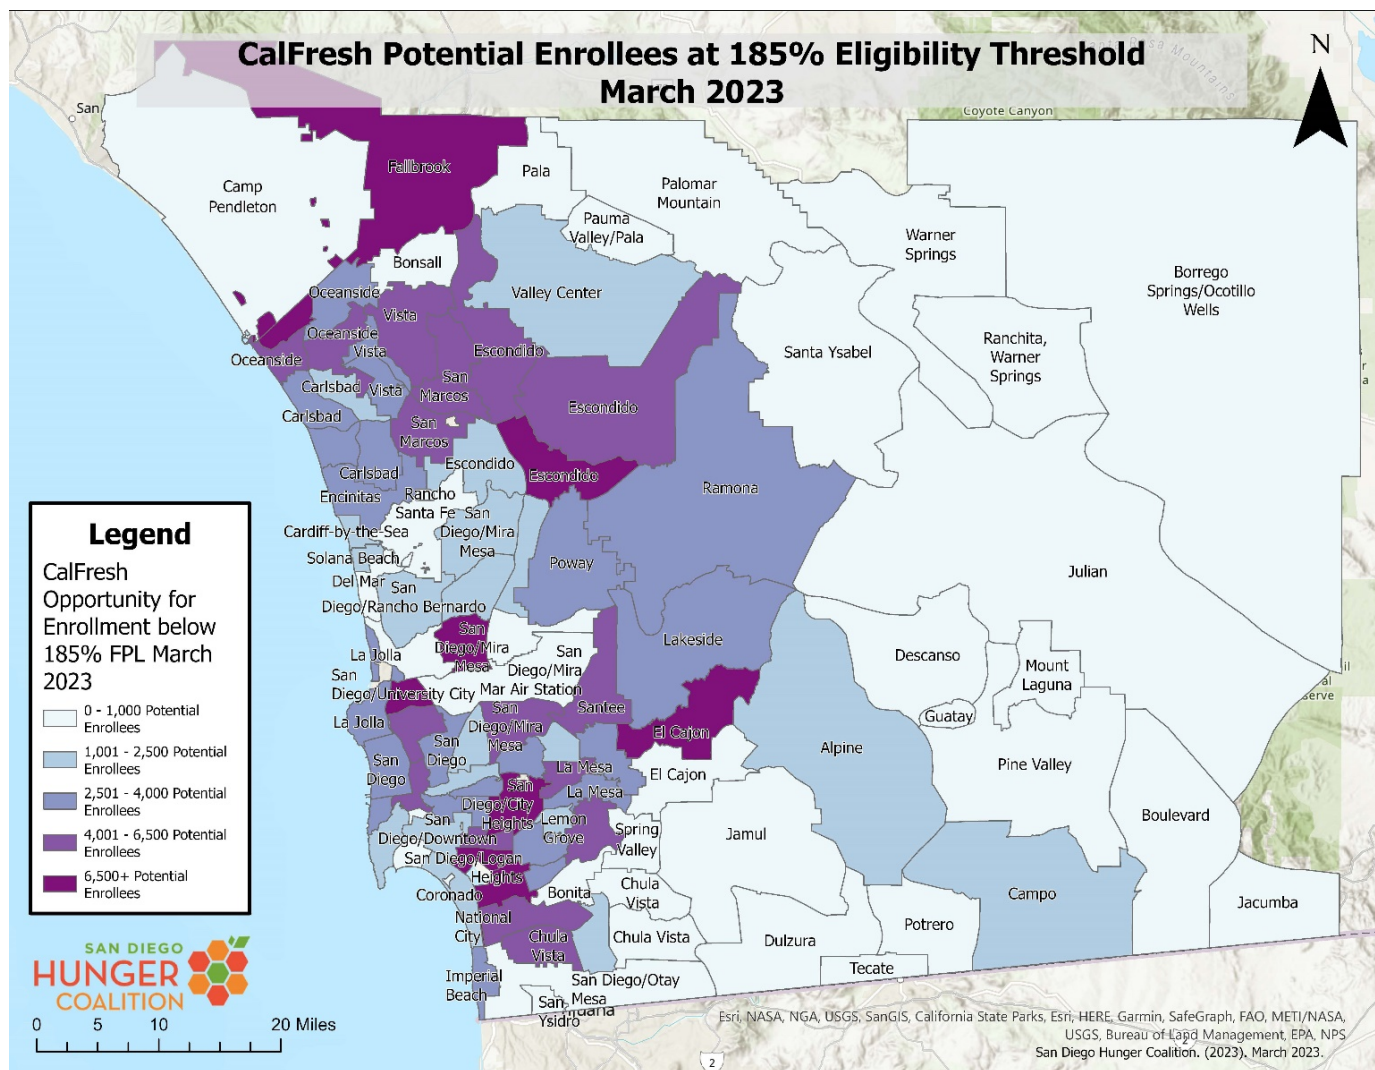 CalFresh Potential Enrollees at 185% Eligibility Threshold
March 2023
N
Coyote Canyon
San
Fallbrook
Pala
Camp
Pendleton
Palomar
Mountain
Pauma
Valley/Pala
Warner
Springs
Bonsall
Borrego
Springs/Ocotillo
Wells
Oceanside
Valley Center
Vista
Oceanside
Vista
Oceanside
Escondido
Santa Ysabel
Ranchita,
Warner
Springs
Carlsbad
Vista
San
Marcos
Carlsbad
Escondido
San
Marcos
Escondido
Carlsbad
Escondido
Ramona
Encinitas
Rancho
Santa Fe
San
Diego/Mira
Mesa
Cardiff-by-the-Sea
Solana Beach
Poway
Del Mar
San
Diego/Rancho Bernardo
Julian
San
Diego/Mira
Mesa
Lakeside
La Jolla
San
Diego/Mira
Mar Air Station
Descanso
Mount
Laguna
San
Diego/University City
Guatay
La Jolla
San
Diego/Mira
Mesa
Santee
El Cajon
San
Diego
Alpine
San
Diego
La Mesa
El Cajon
Pine Valley
La Mesa
San
Diego/City
Heights
Lemon
Grove
San
Diego/Downtown
Spring
Valley
Jamul
Boulevard
San Diego/Logan
Heights
Coronado
Bonita
Chula
Vista
Campo
Jacumba
National
City
Chula
Vista
Chula Vista
Dulzura
Potrero
Tecate
Imperial
Beach
San Diego/Otay
Mesa
San
Ysidro
Legend
CalFresh
Opportunity for
Enrollment below
185% FPL March
2023
0 - 1,000 Potential
Enrollees
1,001 - 2,500 Potential
Enrollees
2,501 - 4,000 Potential
Enrollees
4,001 - 6,500 Potential
Enrollees
6,500+ Potential
Enrollees
SAN DIEGO
HUNGER
COALITION
0 5 10 20 Miles
2
Esri, NASA, NGA, USGS, SanGIS, California State Parks, Esri, HERE, Garmin, SafeGraph, FAO, METI/NASA,
USGS, Bureau of Land Management, EPA, NPS
San Diego Hunger Coalition. (2023). March 2023.